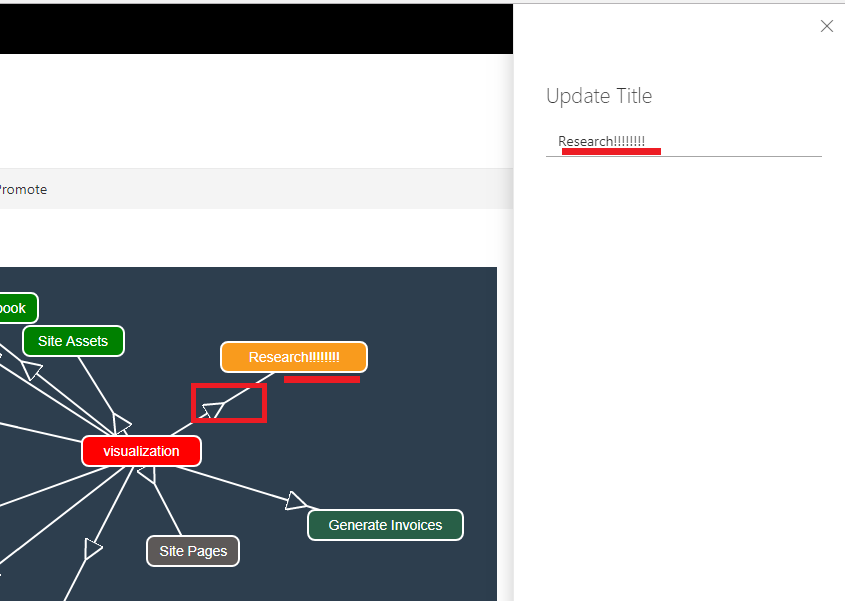 Update Title
Research!!!!!!!!
Promote
book
Site Assets
Research!!!!!!!!
visualization
Generate Invoices
Site Pages